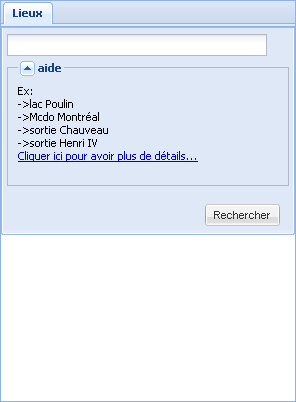 Lieux
aide
Ex:
->lac Poulin
->Mcdo Montréal
->sortie Chauveau
->sortie Henri IV
Cliquer ici pour avoir plus de détails...
Rechercher